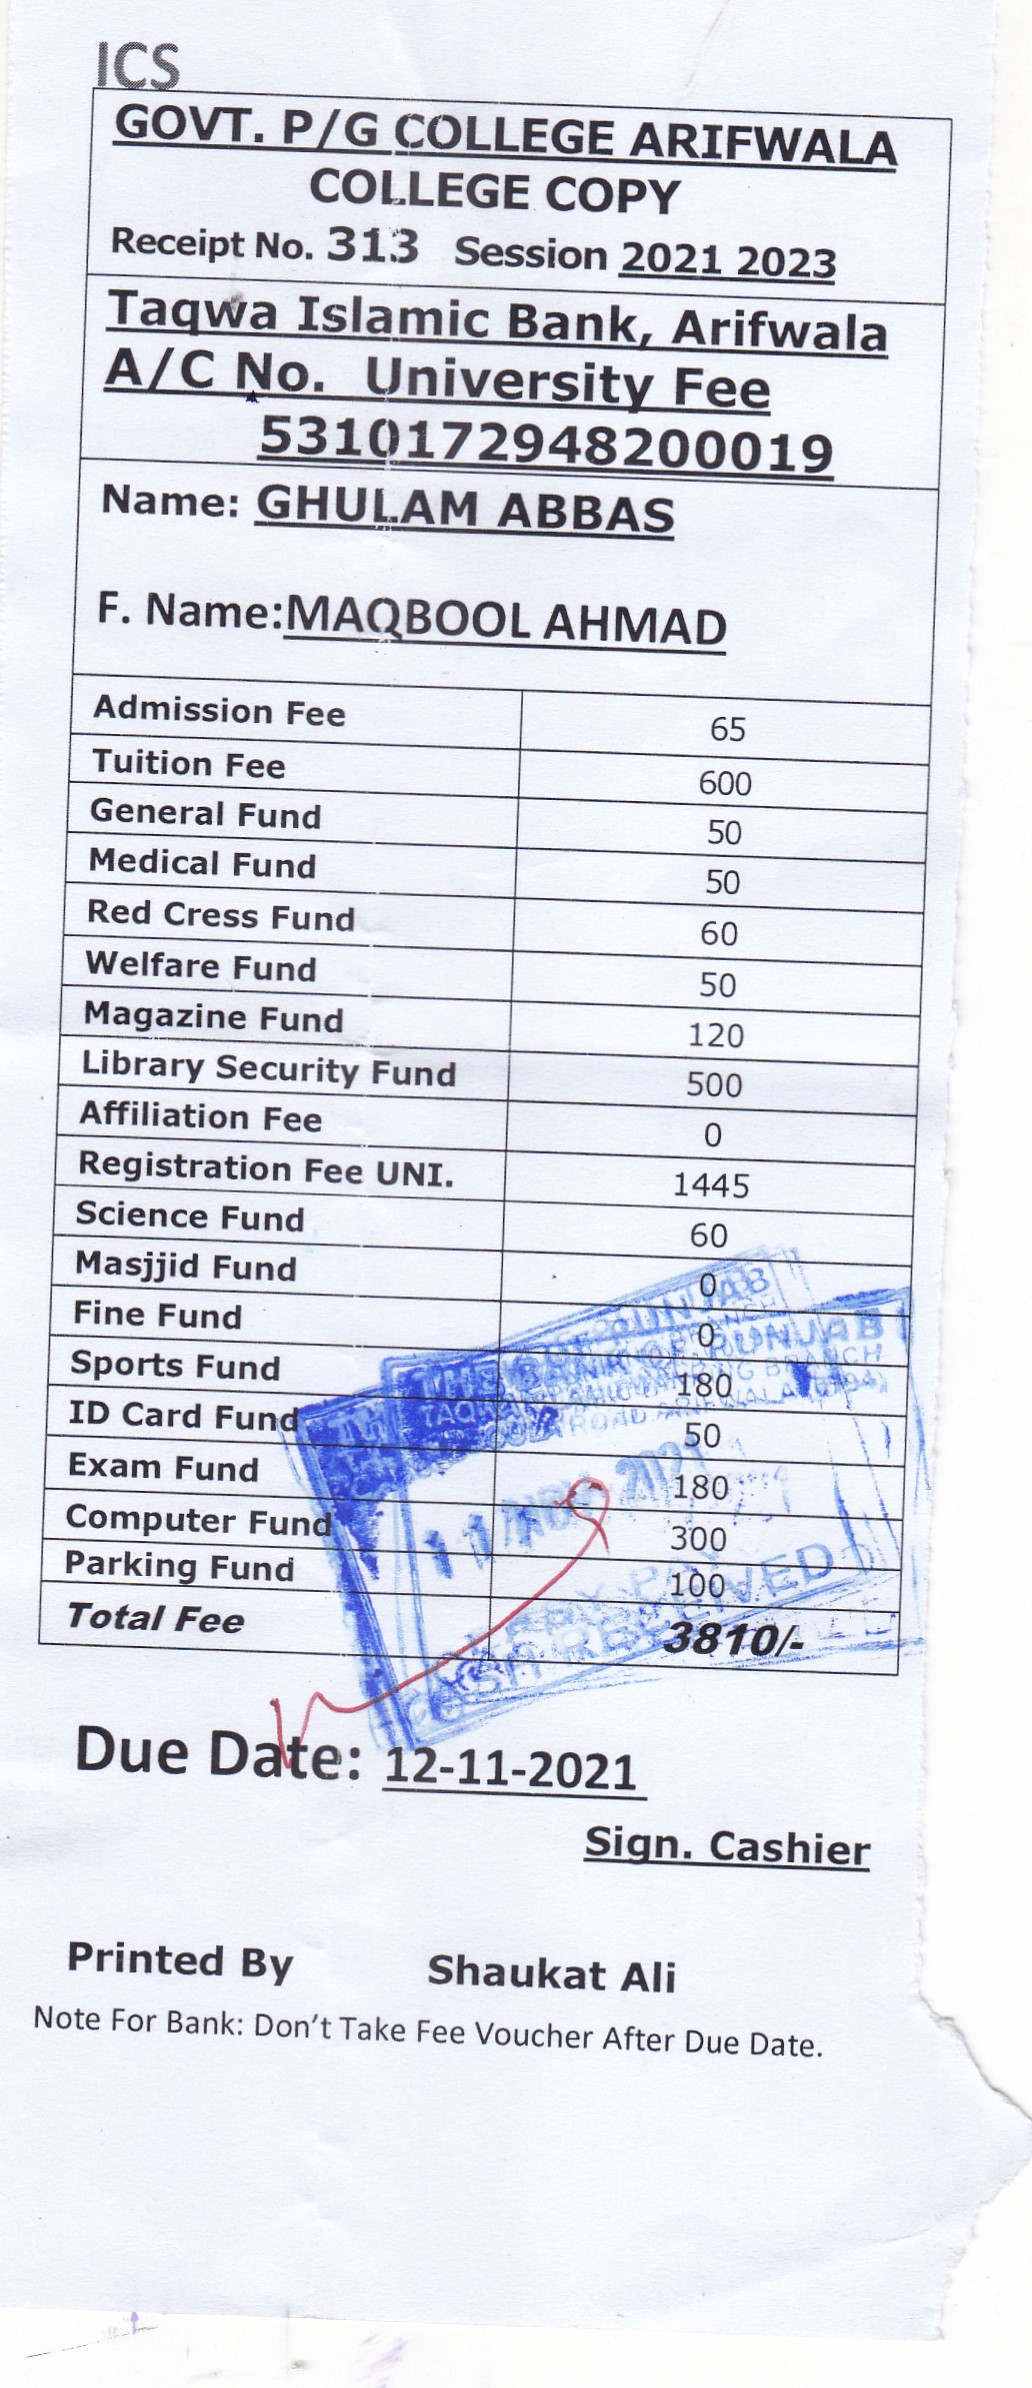 ICS
GOVT. P/G COLLEGE ARIFWALA
COLLEGE COPY
Receipt No. 313 Session 2021 2023
Taqwa Islamic Bank, Arifwala
A/C No. University Fee
5310172948200019
Name: GHULAM ABBAS
F. Name:MAQBOOL AHMAD
Admission Fee 65
Tuition Fee 600
General Fund 50
Medical Fund 50
Red Cress Fund 60
Welfare Fund 50
Magazine Fund 120
Library Security Fund 500
Affiliation Fee 0
Registration Fee UNI. 1445
Science Fund 60
Masjjid Fund 0
Fine Fund 0
Sports Fund 180
ID Card Fund 50
Exam Fund 180
Computer Fund 300
Parking Fund 100
Total Fee 3810/-
THE BANK OF PUNJAB
BRANCH
ROAD ARIFWALA
11 NOV 2021
CASH RECEIVED
Due Date: 12-11-2021
Sign. Cashier
Printed By Shaukat Ali
Note For Bank: Don't Take Fee Voucher After Due Date.